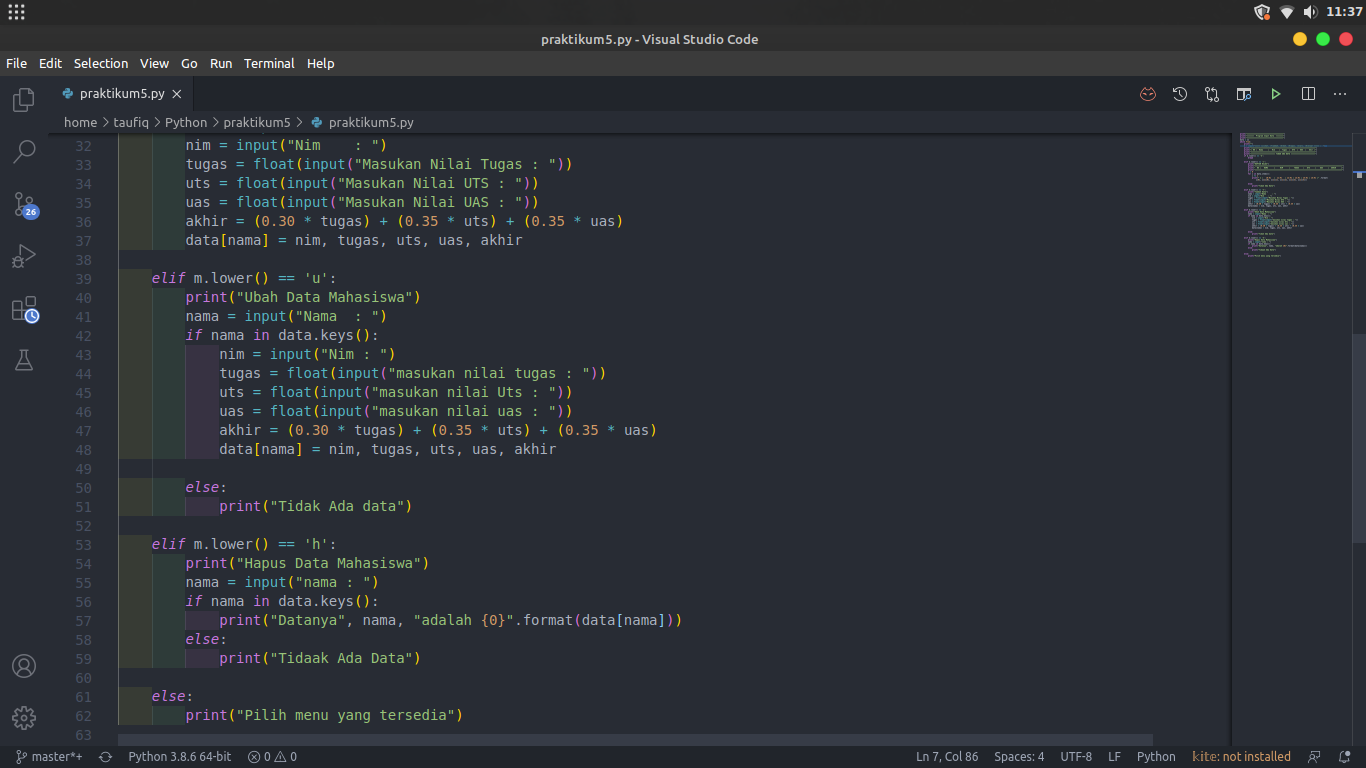 11:37
praktikum5.py - Visual Studio Code
File Edit Selection View Go Run Terminal Help
praktikum5.py
home > taufiq > Python > praktikum5 > praktikum5.py
32 nim = input("Nim    : ")
33 tugas = float(input("Masukan Nilai Tugas : "))
34 uts = float(input("Masukan Nilai UTS : "))
35 uas = float(input("Masukan Nilai UAS : "))
36 akhir = (0.30 * tugas) + (0.35 * uts) + (0.35 * uas)
37 data[nama] = nim, tugas, uts, uas, akhir
38
39 elif m.lower() == 'u':
40 print("Ubah Data Mahasiswa")
41 nama = input("Nama  : ")
42 if nama in data.keys():
43 nim = input("Nim : ")
44 tugas = float(input("masukan nilai tugas : "))
45 uts = float(input("masukan nilai Uts : "))
46 uas = float(input("masukan nilai uas : "))
47 akhir = (0.30 * tugas) + (0.35 * uts) + (0.35 * uas)
48 data[nama] = nim, tugas, uts, uas, akhir
49
50 else:
51 print("Tidak Ada data")
52
53 elif m.lower() == 'h':
54 print("Hapus Data Mahasiswa")
55 nama = input("nama : ")
56 if nama in data.keys():
57 print("Datanya", nama, "adalah {0}".format(data[nama]))
58 else:
59 print("Tidaak Ada Data")
60
61 else:
62 print("Pilih menu yang tersedia")
63
26
master*+ Python 3.8.6 64-bit 0 0 Ln 7, Col 86 Spaces: 4 UTF-8 LF Python kite: not installed